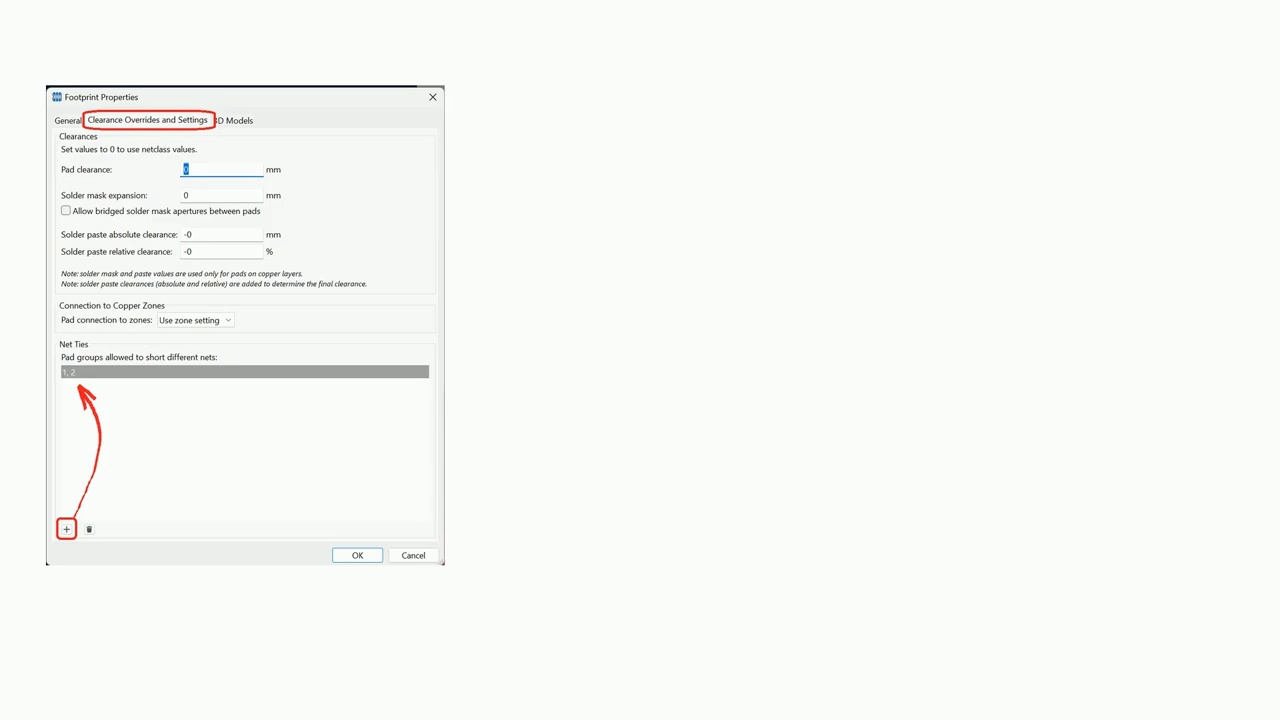 Footprint Properties
General Clearance Overrides and Settings 3D Models
Clearances
Set values to 0 to use netclass values.
Pad clearance: 0 mm
Solder mask expansion: 0 mm
Allow bridged solder mask apertures between pads
Solder paste absolute clearance: -0 mm
Solder paste relative clearance: -0 %
Note: solder mask and paste values are used only for pads on copper layers.
Note: solder paste clearances (absolute and relative) are added to determine the final clearance.
Connection to Copper Zones
Pad connection to zones: Use zone setting
Net Ties
Pad groups allowed to short different nets:
1, 2
OK Cancel